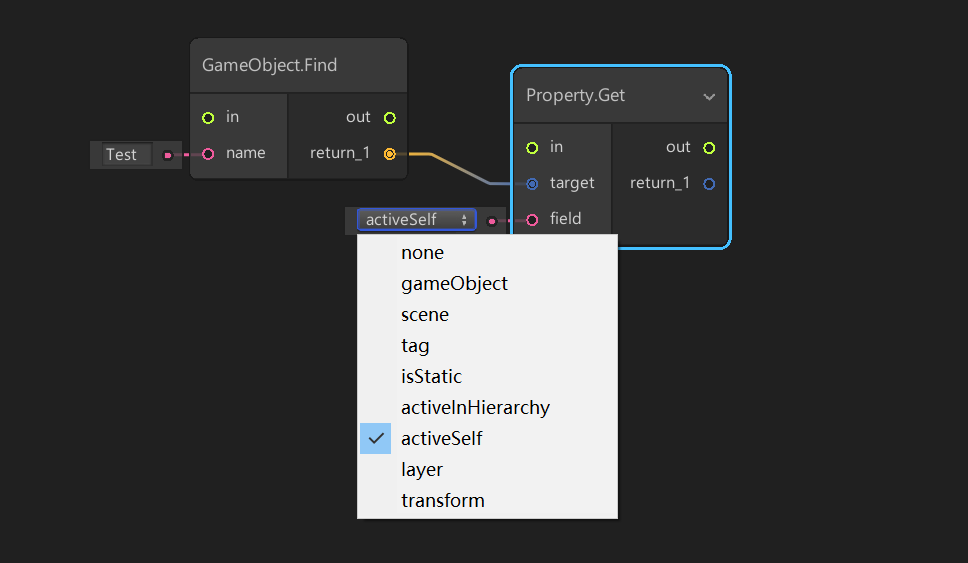 GameObject.Find
in
out
Test
name
return_1
Property.Get
in
out
target
return_1
activeSelf
field
none
gameObject
scene
tag
isStatic
activeInHierarchy
activeSelf
layer
transform